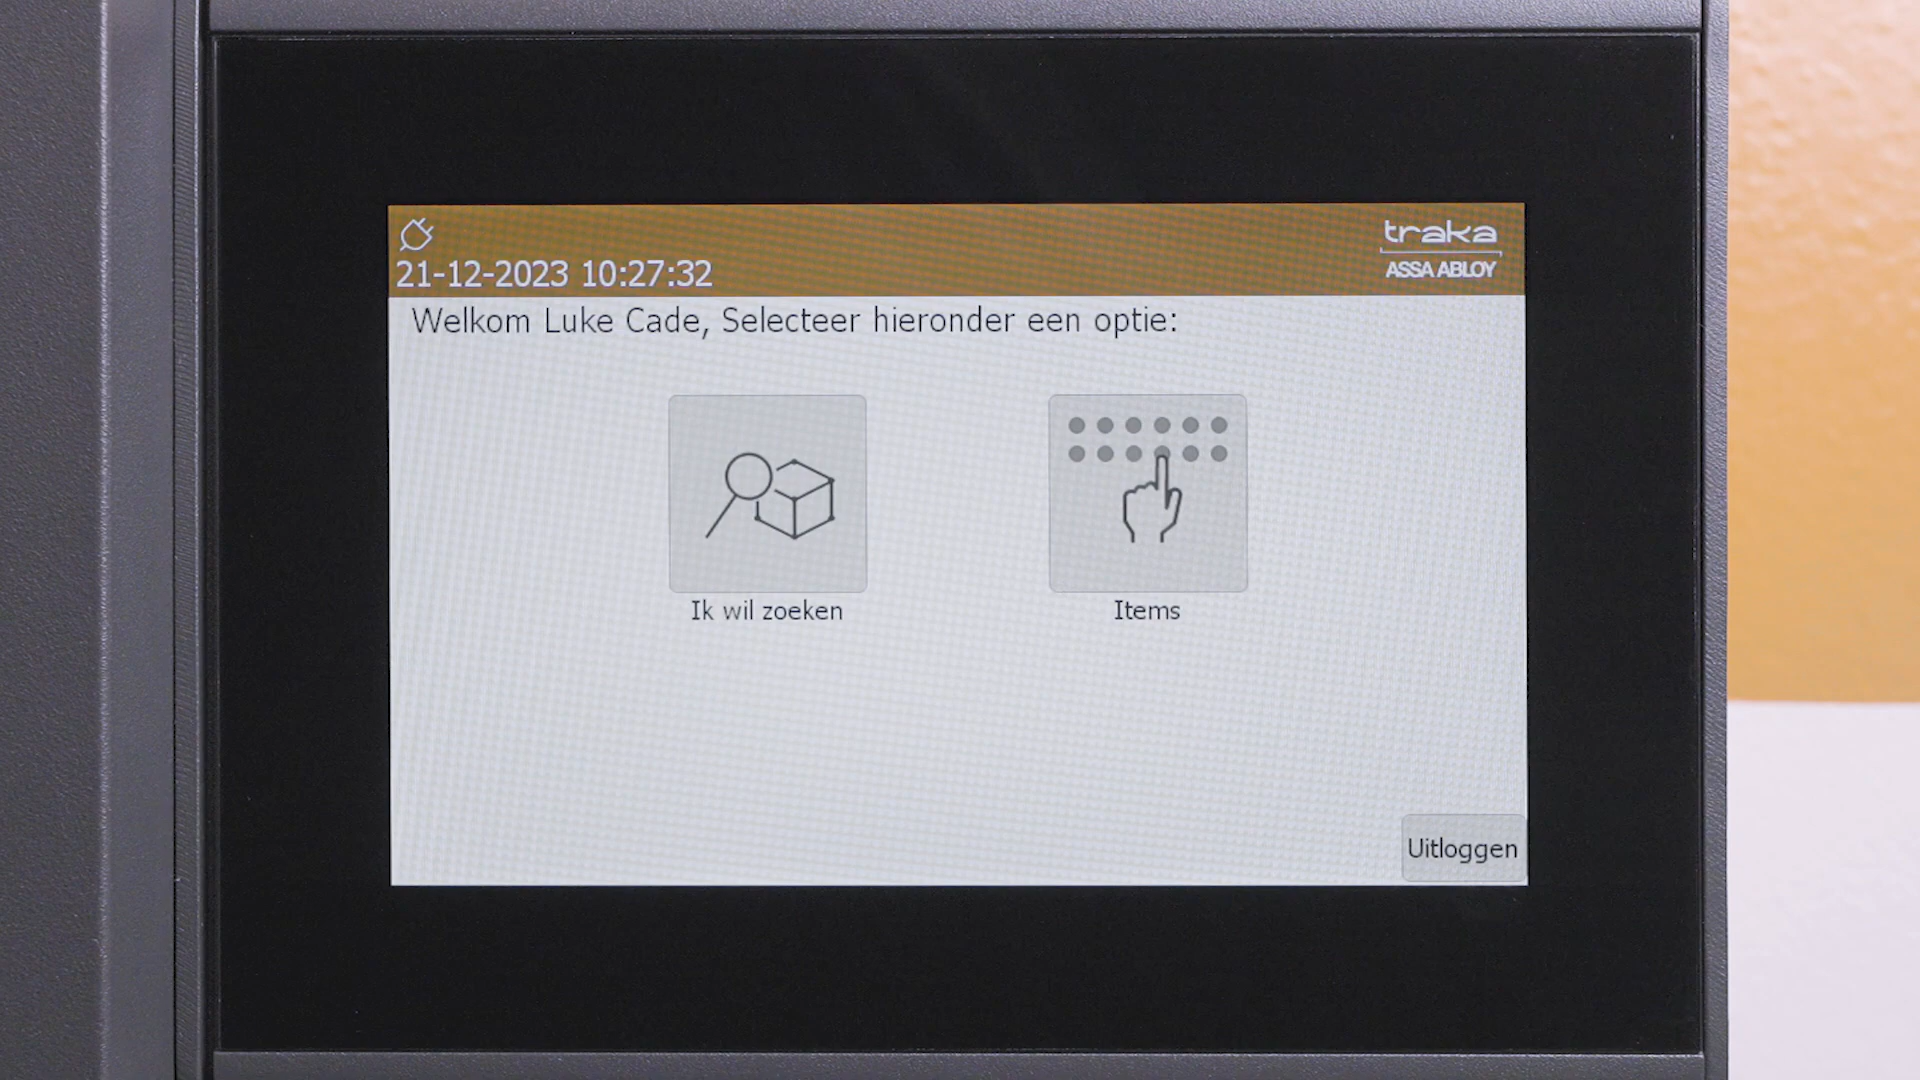 traka
21-12-2023 10:27:32
ASSA ABLOY
Welkom Luke Cade, Selecteer hieronder een optie:
Ik wil zoeken
Items
Uitloggen